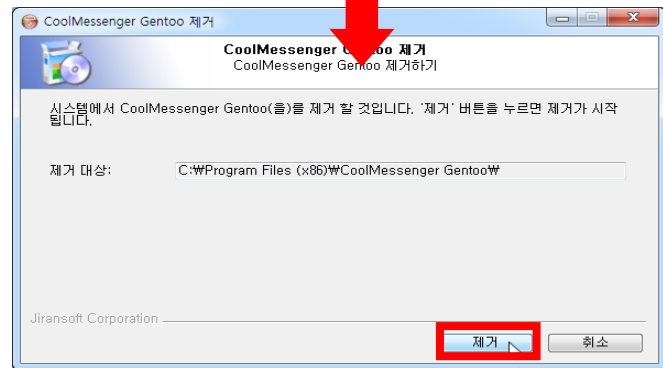 CoolMessenger Gentoo 제거
CoolMessenger Gentoo 제거
CoolMessenger Gentoo 제거하기
시스템에서 CoolMessenger Gentoo(을)를 제거 할 것입니다. '제거' 버튼을 누르면 제거가 시작
됩니다.
제거 대상: C:₩Program Files (x86)₩CoolMessenger Gentoo₩
Jiransoft Corporation
제거 취소